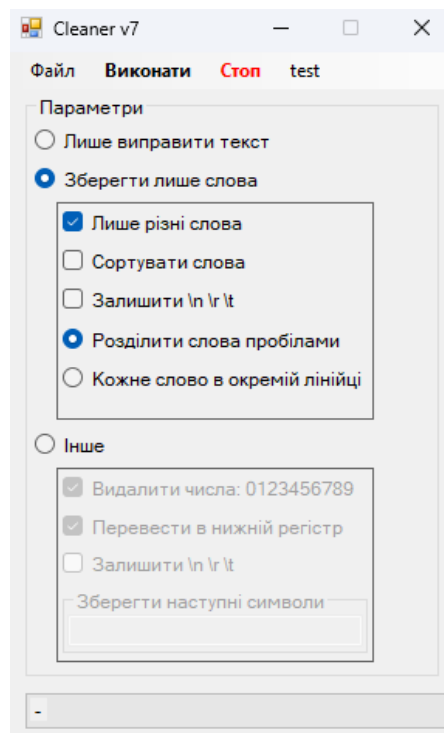 Cleaner v7
Файл Виконати Стоп test
Параметри
Лише виправити текст
Зберегти лише слова
Лише різні слова
Сортувати слова
Залишити \n \r \t
Розділити слова пробілами
Кожне слово в окремій лінійці
Інше
Видалити числа: 0123456789
Перевести в нижній регістр
Залишити \n \r \t
Зберегти наступні символи
-